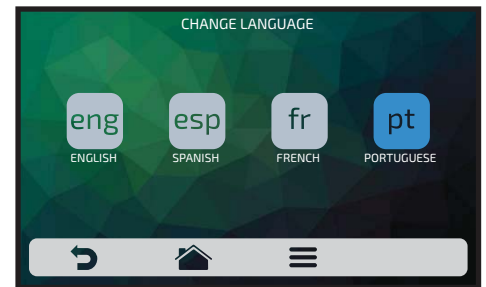 CHANGE LANGUAGE
eng esp fr pt
ENGLISH SPANISH FRENCH PORTUGUESE